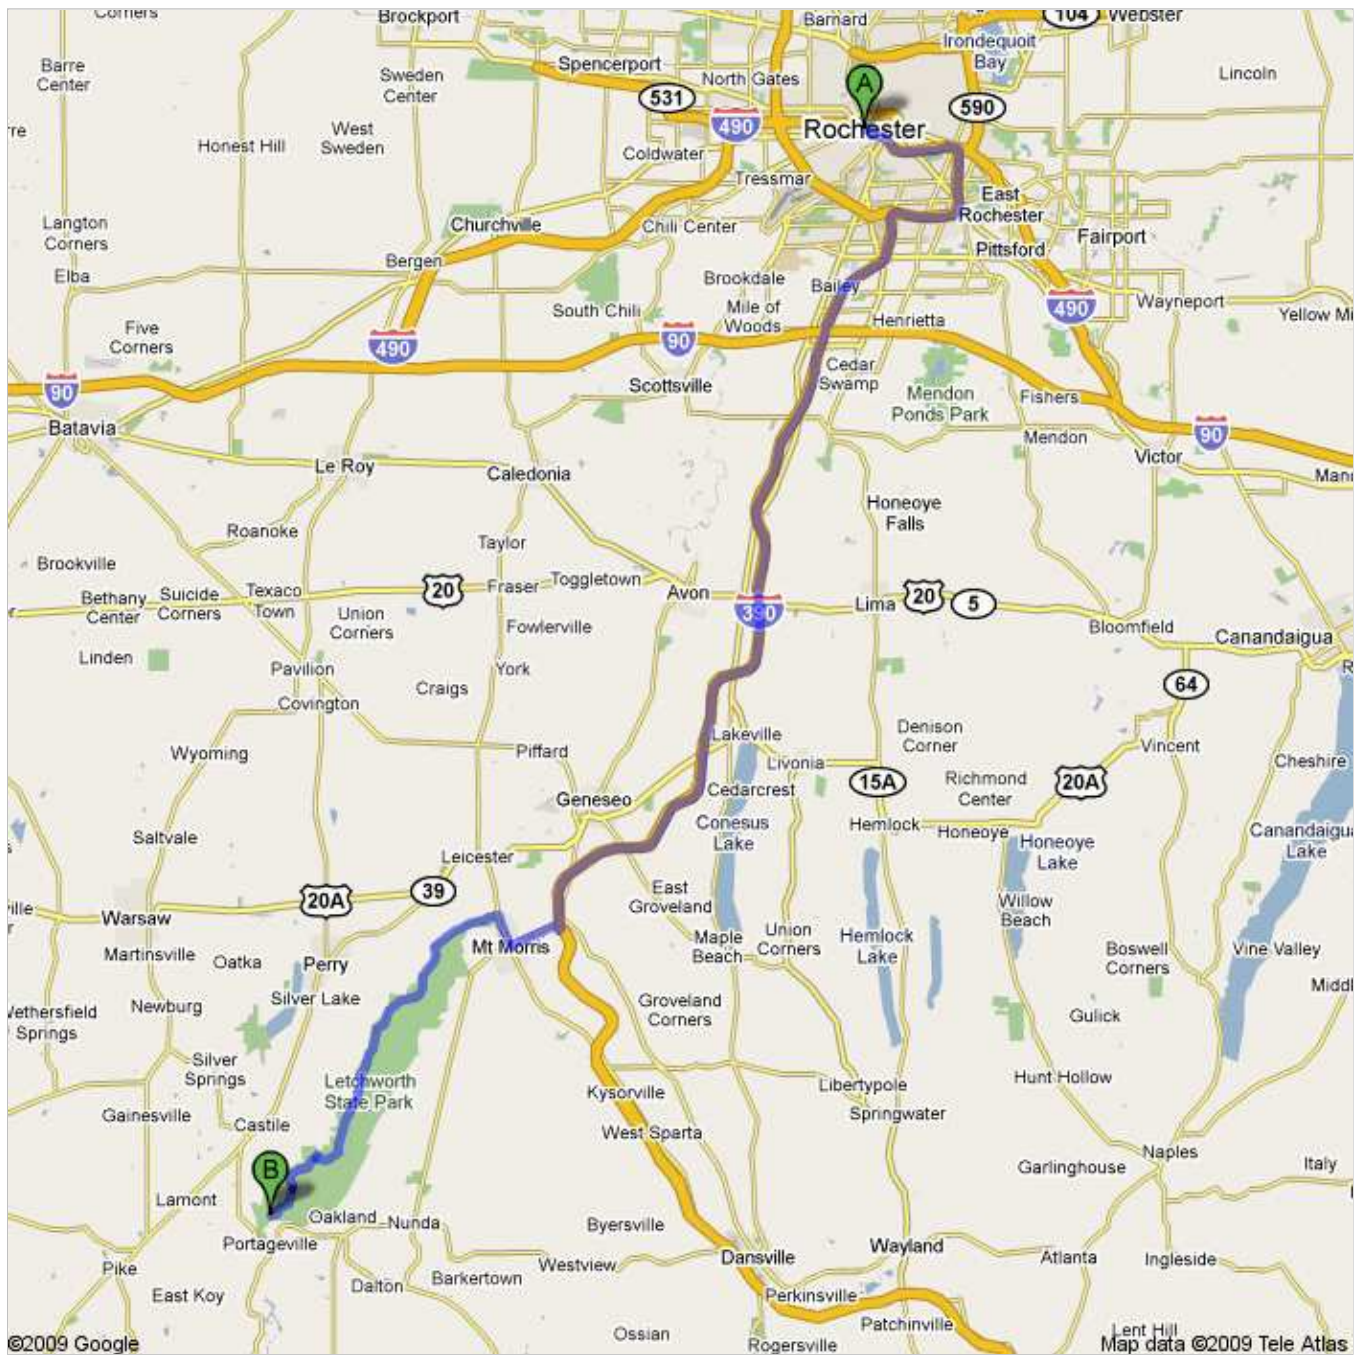 Corners
Brockport
Barnard
104
Webster
Irondequoit
Bay
Barre
Center
Sweden
Center
Spencerport
North Gates
A
Lincoln
531
590
490
Rochester
re
West
Sweden
Honest Hill
Coldwater
Tressmar
East
Rochester
Langton
Corners
Churchville
Chili Center
Fairport
Pittsford
Bergen
Elba
Brookdale
Bailey
Mile of
Woods
South Chili
Henrietta
490
Wayneport
Yellow Mi
Five
Corners
490
90
Cedar
Swamp
Scottsville
90
Mendon
Ponds Park
Fishers
Batavia
Mendon
90
Victor
Le Roy
Caledonia
Man
Honeoye
Falls
Roanoke
Taylor
Brookville
Toggletown
Bethany
Center
Suicide
Corners
Texaco
Town
20
Fraser
Avon
390
Lima
20
5
Union
Corners
Fowlerville
Bloomfield
Canandaigua
Linden
Pavilion
York
R
Craigs
64
Covington
Denison
Corner
Lakeville
Wyoming
Piffard
Vincent
Livonia
Cheshire
15A
Richmond
Center
20A
Geneseo
Cedarcrest
Saltvale
Conesus
Lake
Hemlock
Honeoye
Honeoye
Lake
Canandaigua
Lake
Leicester
39
20A
East
Groveland
Willow
Beach
ville
Warsaw
Mt Morris
Maple
Beach
Union
Corners
Hemlock
Lake
Boswell
Corners
Vine Valley
Martinsville
Oatka
Perry
Silver Lake
Newburg
Groveland
Corners
Middl
Wethersfield
Springs
Gulick
Silver
Springs
Letchworth
State Park
Kysorville
Libertypole
Hunt Hollow
Gainesville
Springwater
Castile
West Sparta
Naples
B
Garlinghouse
Italy
Lamont
Oakland
Nunda
Byersville
Portageville
Dansville
Wayland
Atlanta
Ingleside
Pike
Westview
Barkertown
Dalton
East Koy
Perkinsville
Patchinville
Ossian
Rogersville
Lent Hill
©2009 Google
Map data ©2009 Tele Atlas